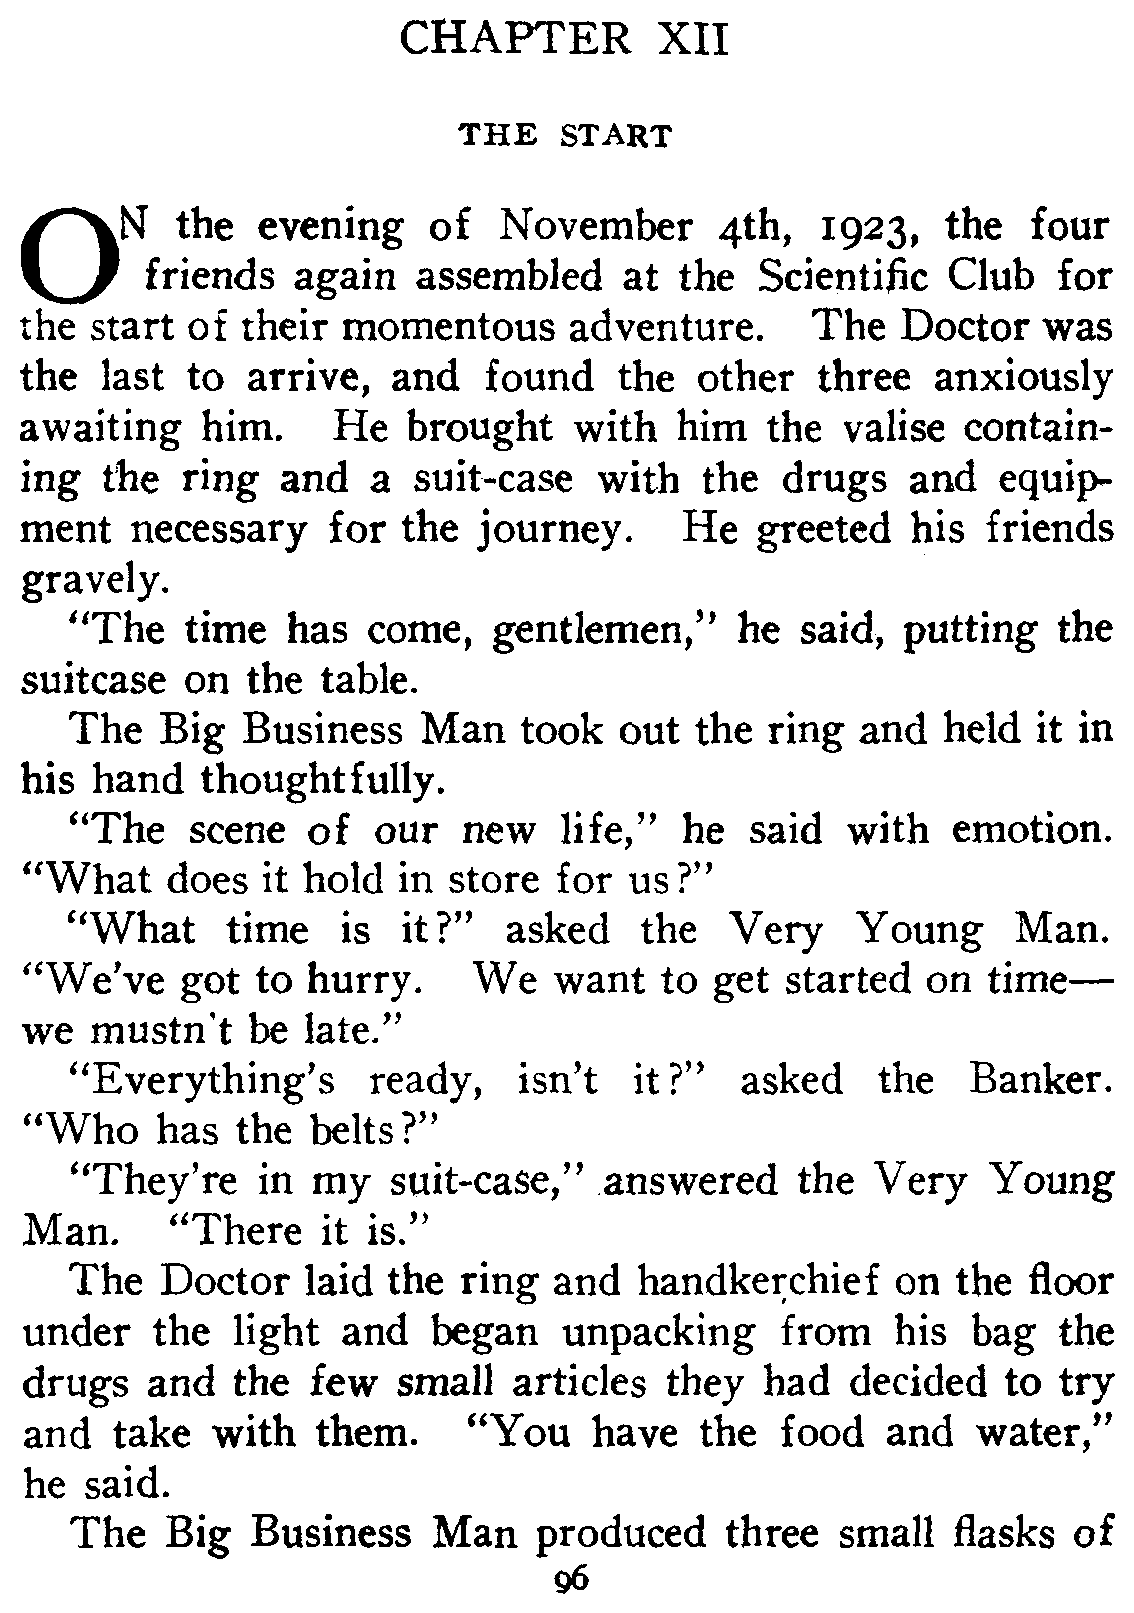 CHAPTER XII
THE START
ON the evening of November 4th, 1923, the four
friends again assembled at the Scientific Club for
the start of their momentous adventure. The Doctor was
the last to arrive, and found the other three anxiously
awaiting him. He brought with him the valise contain-
ing the ring and a suit-case with the drugs and equip-
ment necessary for the journey. He greeted his friends
gravely.
"The time has come, gentlemen," he said, putting the
suitcase on the table.
The Big Business Man took out the ring and held it in
his hand thoughtfully.
"The scene of our new life," he said with emotion.
"What does it hold in store for us?"
"What time is it?" asked the Very Young Man.
"We've got to hurry. We want to get started on time—
we mustn't be late."
"Everything's ready, isn't it?" asked the Banker.
"Who has the belts?"
"They're in my suit-case," answered the Very Young
Man. "There it is."
The Doctor laid the ring and handkerchief on the floor
under the light and began unpacking from his bag the
drugs and the few small articles they had decided to try
and take with them. "You have the food and water,"
he said.
The Big Business Man produced three small flasks of
96